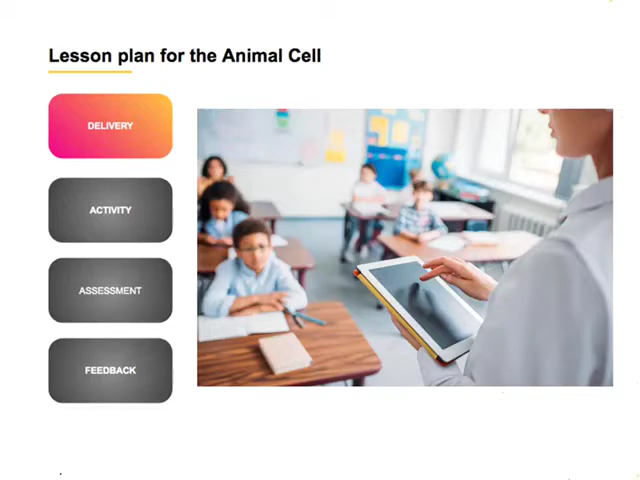 Lesson plan for the Animal Cell
DELIVERY
ACTIVITY
ASSESSMENT
FEEDBACK